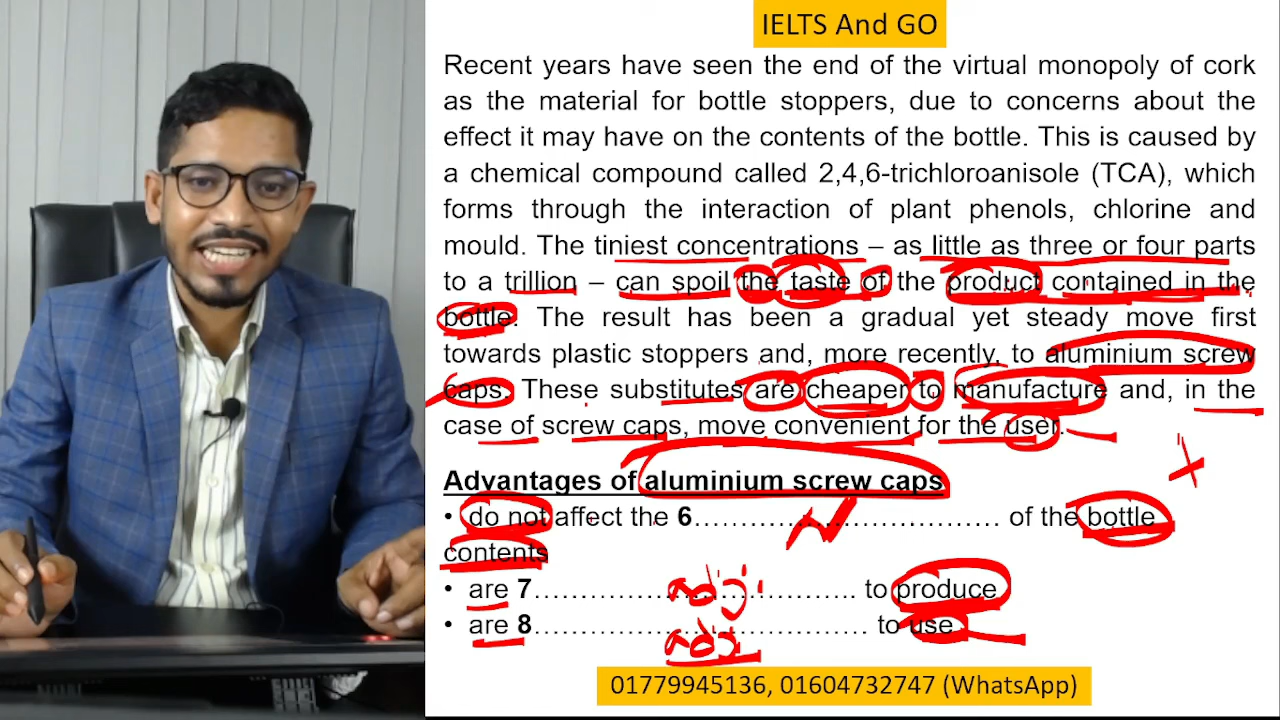 IELTS And GO
Recent years have seen the end of the virtual monopoly of cork
as the material for bottle stoppers, due to concerns about the
effect it may have on the contents of the bottle. This is caused by
a chemical compound called 2,4,6-trichloroanisole (TCA), which
forms through the interaction of plant phenols, chlorine and
mould. The tiniest concentrations – as little as three or four parts
to a trillion – can spoil the taste of the product contained in the
bottle. The result has been a gradual yet steady move first
towards plastic stoppers and, more recently, to aluminium screw
caps. These substitutes are cheaper to manufacture and, in the
case of screw caps, move convenient for the user.
Advantages of aluminium screw caps
• do not affect the 6……………………………… of the bottle
contents
• are 7…………………………….. to produce
adj
• are 8……………………………… to use
adj
01779945136, 01604732747 (WhatsApp)